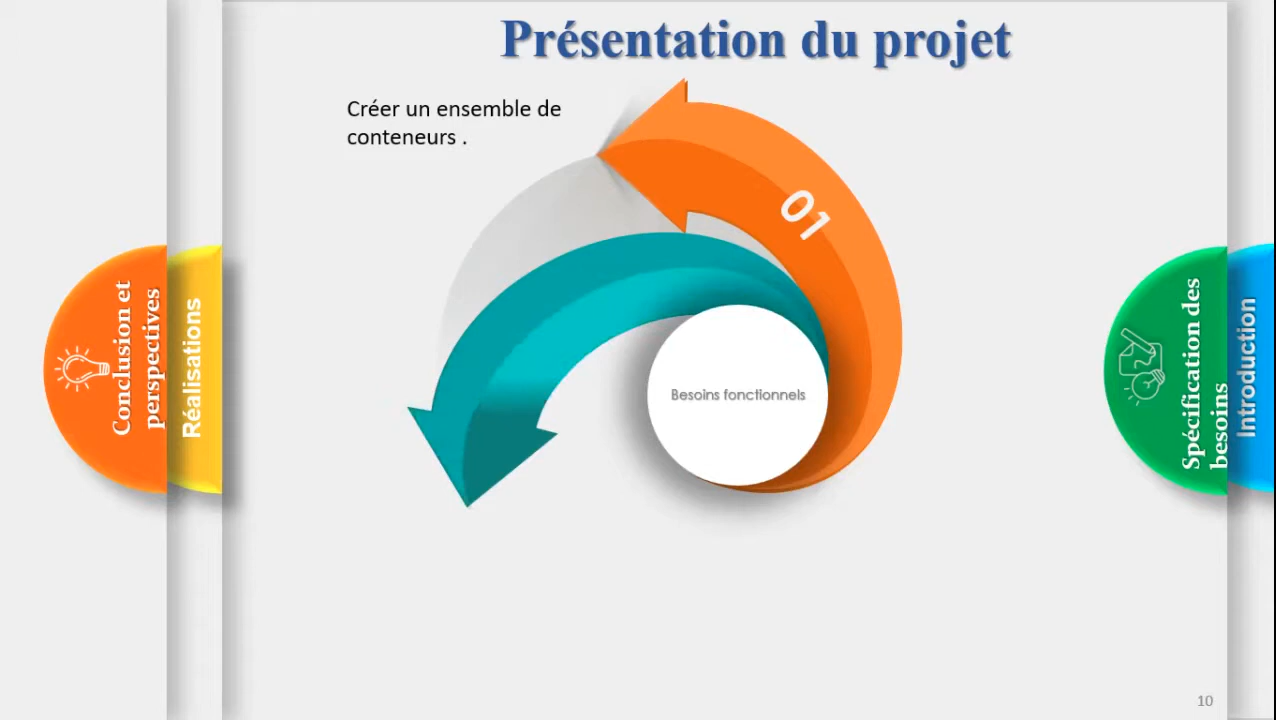 Présentation du projet
Créer un ensemble de
conteneurs .
01
Besoins fonctionnels
Conclusion et
perspectives
Réalisations
Spécification des
besoins
Introduction
10